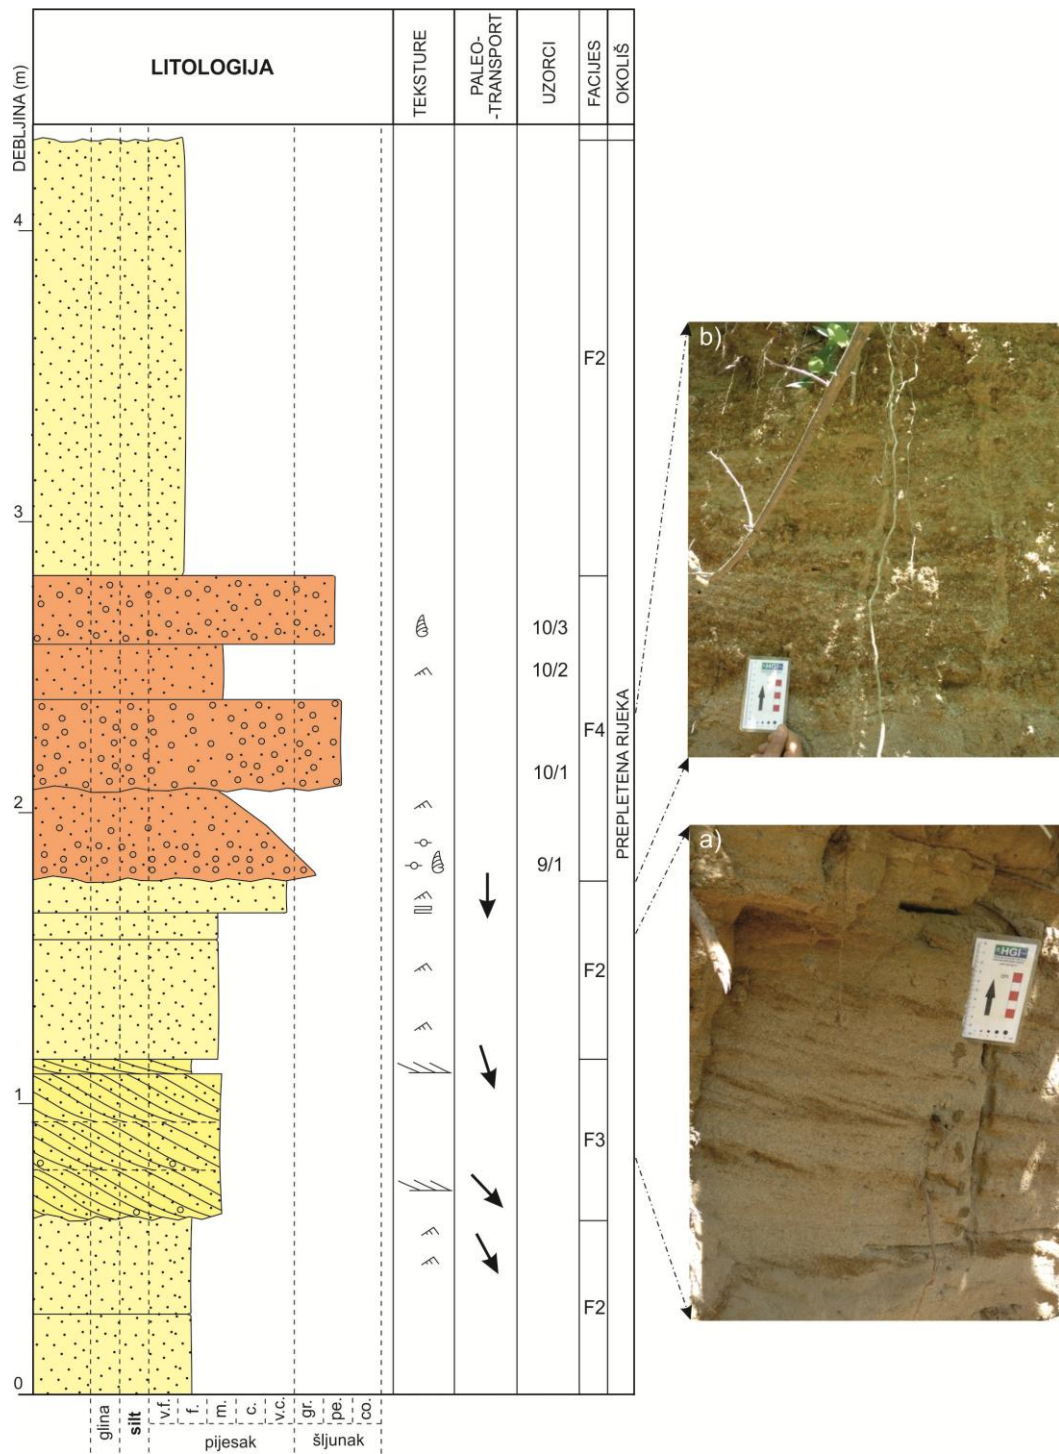 DEBLJINA (m)
LITOLOGIJA
TEKSTURE
PALEO-
-TRANSPORT
UZORCI
FACIJES
OKOLIŠ
4
3
2
1
0
10/3
10/2
10/1
9/1
F2
F4
F2
F3
F2
PREPLETENA RIJEKA
b)
HGI
a)
HGI
glina
silt
v.f.
f.
m.
c.
v.c.
gr.
pe.
co.
pijesak
šljunak